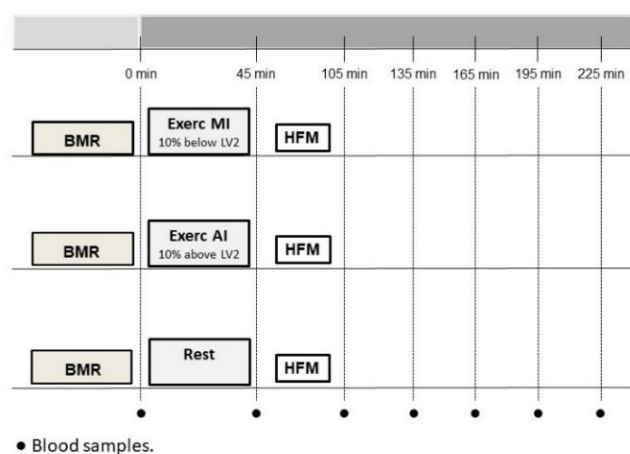 0 min 45 min 105 min 135 min 165 min 195 min 225 min
BMR
Exerc MI
10% below LV2
HFM
BMR
Exerc AI
10% above LV2
HFM
BMR
Rest
HFM
● Blood samples.